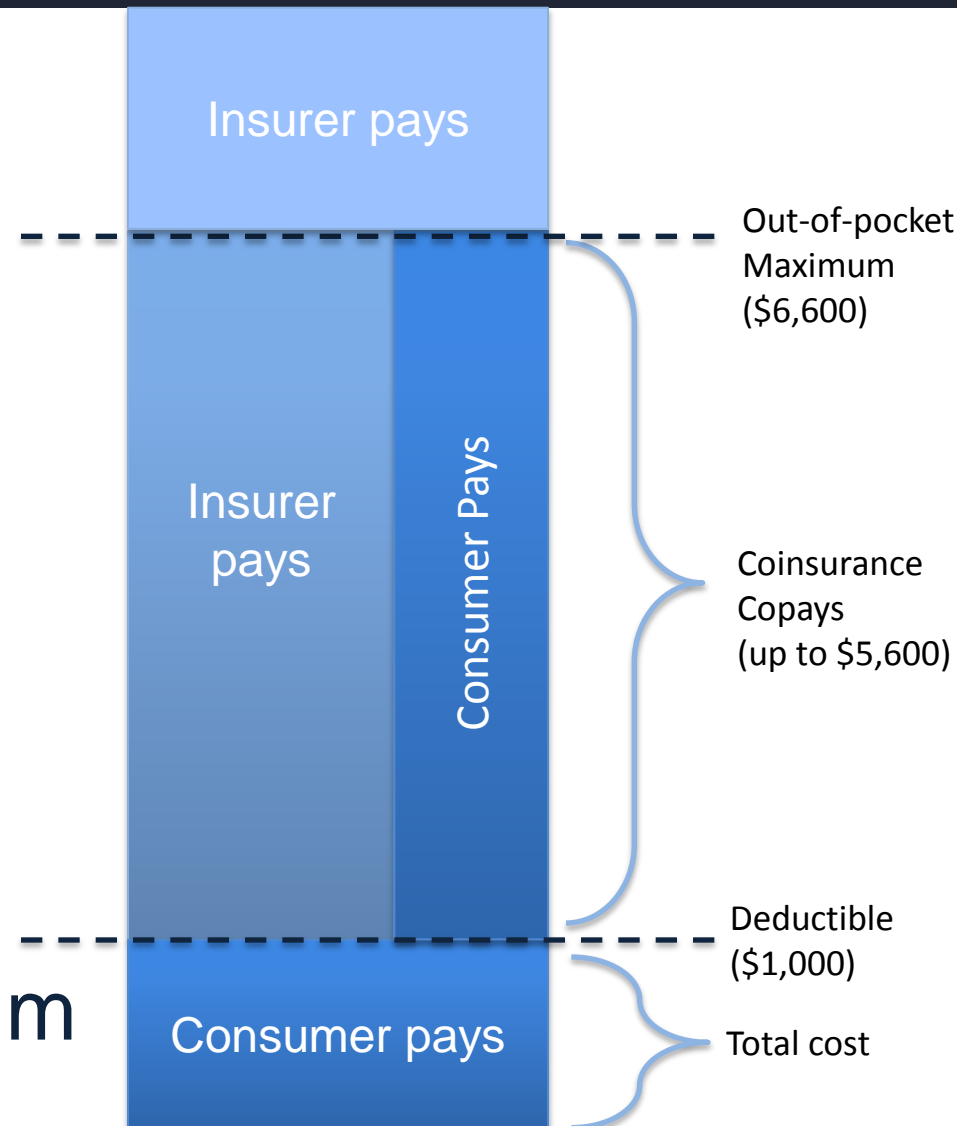 Insurer pays
Out-of-pocket
Maximum
($6,600)
Insurer
pays
Consumer Pays
Coinsurance
Copays
(up to $5,600)
Deductible
($1,000)
m
Consumer pays
Total cost